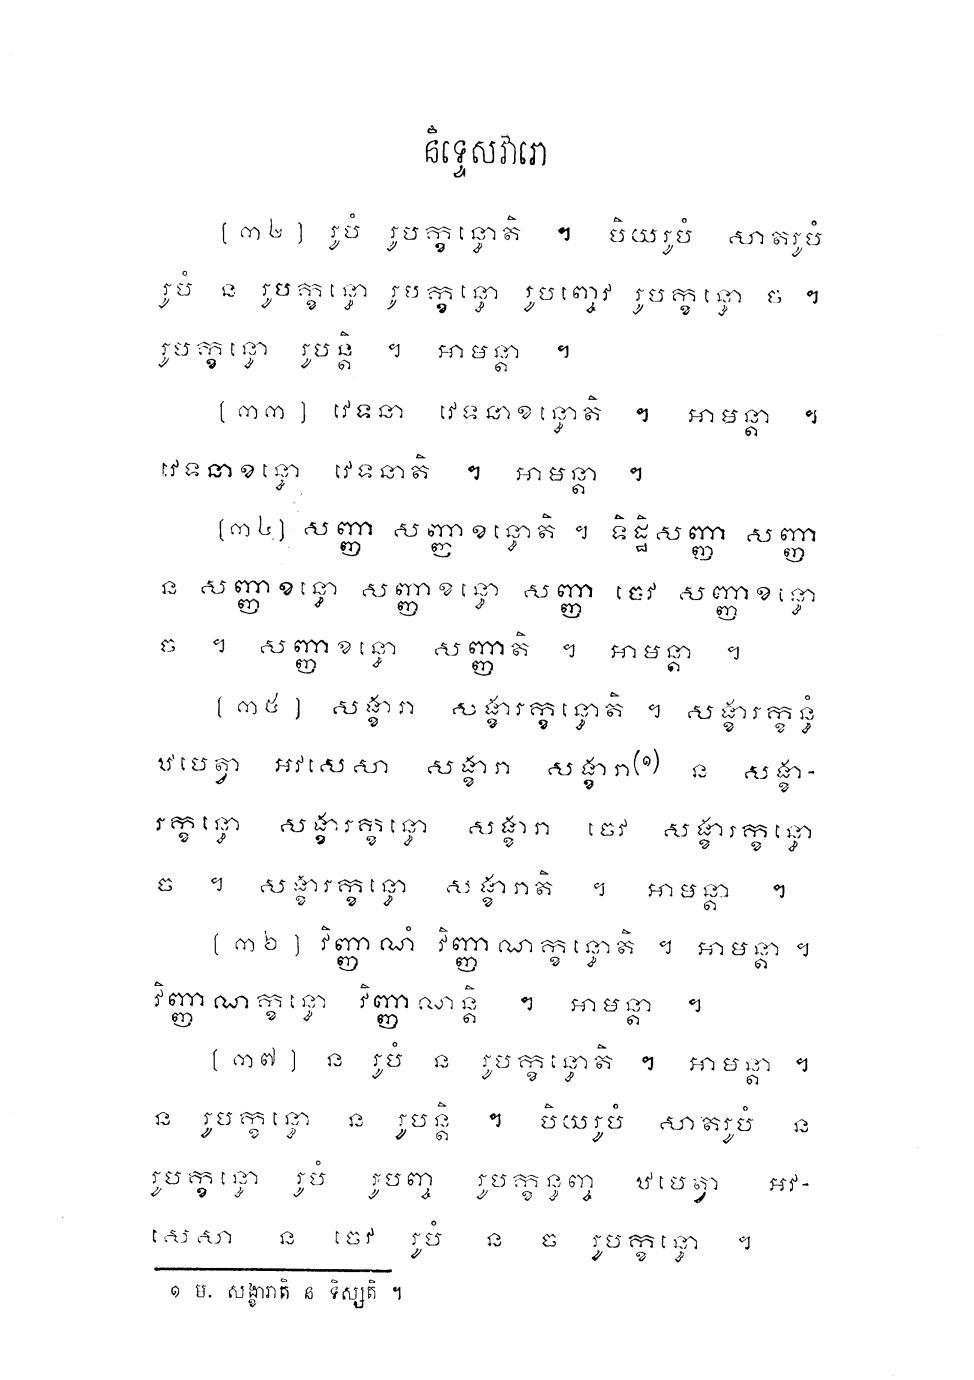 និទ្ទេសវារោ
[៣២] រូបំ រូបក្ខន្ធោតិ ។ បិយរូបំ សាតរូបំ
រូបំ ន រូបក្ខន្ធោ រូបក្ខន្ធោ រូបញ្ចេវ រូបក្ខន្ធោ ច ។
រូបក្ខន្ធោ រូបន្តិ ។ អាមន្តា ។
[៣៣] វេទនា វេទនាខន្ធោតិ ។ អាមន្តា ។
វេទនាខន្ធោ វេទនាតិ ។ អាមន្តា ។
[៣៤] សញ្ញា សញ្ញាខន្ធោតិ ។ ទិដ្ឋិសញ្ញា សញ្ញា
ន សញ្ញាខន្ធោ សញ្ញាខន្ធោ សញ្ញា ចេវ សញ្ញាខន្ធោ
ច ។ សញ្ញាខន្ធោ សញ្ញាតិ ។ អាមន្តា ។
[៣៥] សង្ខារា សង្ខារក្ខន្ធោតិ ។ សង្ខារក្ខន្ធំ
ឋបេត្វា អវសេសា សង្ខារា សង្ខារា(១) ន សង្ខា-
រក្ខន្ធោ សង្ខារក្ខន្ធោ សង្ខារា ចេវ សង្ខារក្ខន្ធោ
ច ។ សង្ខារក្ខន្ធោ សង្ខារាតិ ។ អាមន្តា ។
[៣៦] វិញ្ញាណំ វិញ្ញាណក្ខន្ធោតិ ។ អាមន្តា ។
វិញ្ញាណក្ខន្ធោ វិញ្ញាណន្តិ ។ អាមន្តា ។
[៣៧] ន រូបំ ន រូបក្ខន្ធោតិ ។ អាមន្តា ។
ន រូបក្ខន្ធោ ន រូបន្តិ ។ បិយរូបំ សាតរូបំ ន
រូបក្ខន្ធោ រូបំ រូបញ្ច រូបក្ខន្ធញ្ច ឋបេត្វា អវ-
សេសា ន ចេវ រូបំ ន ច រូបក្ខន្ធោ ។
១ ម. សង្ខារាតិ ន ទិស្សតិ ។